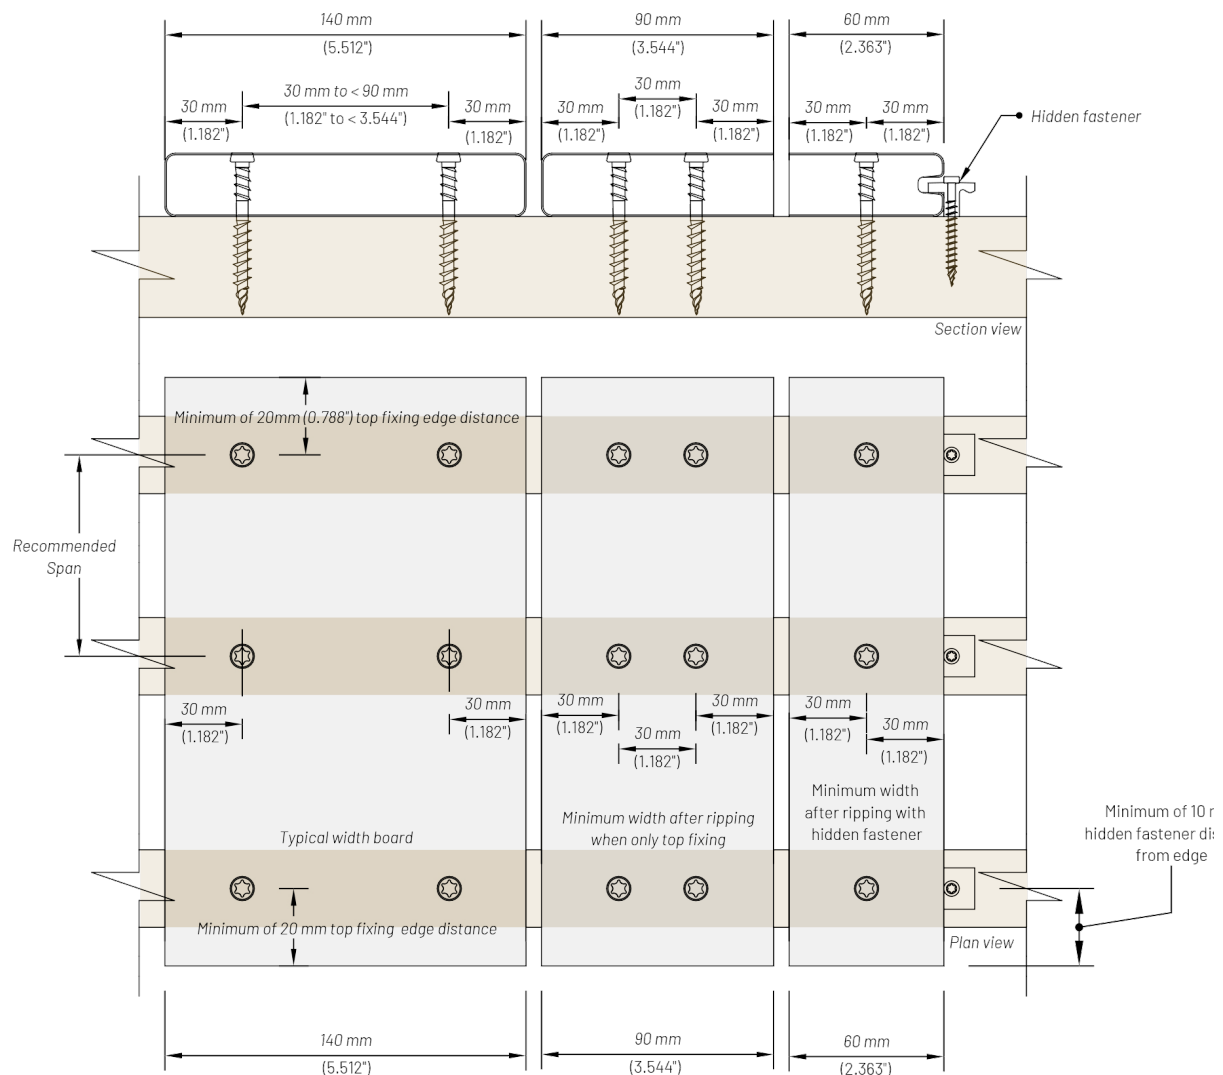 140 mm
(5.512")
90 mm
(3.544")
60 mm
(2.363")
30 mm
(1.182")
30 mm to < 90 mm
(1.182" to < 3.544")
30 mm
(1.182")
30 mm
(1.182")
30 mm
(1.182")
30 mm
(1.182")
30 mm
(1.182")
30 mm
(1.182")
Hidden fastener
Section view
Minimum of 20mm (0.788") top fixing edge distance
Recommended
Span
30 mm
(1.182")
30 mm
(1.182")
30 mm
(1.182")
30 mm
(1.182")
30 mm
(1.182")
30 mm
(1.182")
30 mm
(1.182")
Typical width board
Minimum width after ripping
when only top fixing
Minimum width
after ripping with
hidden fastener
Minimum of 10
hidden fastener
from edge
Minimum of 20 mm top fixing edge distance
Plan view
140 mm
(5.512")
90 mm
(3.544")
60 mm
(2.363")